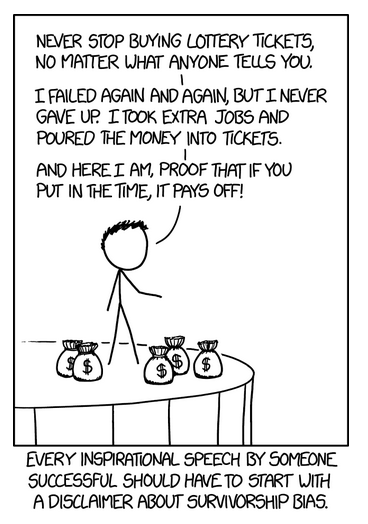 NEVER STOP BUYING LOTTERY TICKETS,
NO MATTER WHAT ANYONE TELLS YOU.
I FAILED AGAIN AND AGAIN, BUT I NEVER
GAVE UP. I TOOK EXTRA JOBS AND
POURED THE MONEY INTO TICKETS.
AND HERE I AM, PROOF THAT IF YOU
PUT IN THE TIME, IT PAYS OFF!
$ $ $ $ $
EVERY INSPIRATIONAL SPEECH BY SOMEONE
SUCCESSFUL SHOULD HAVE TO START WITH
A DISCLAIMER ABOUT SURVIVORSHIP BIAS.